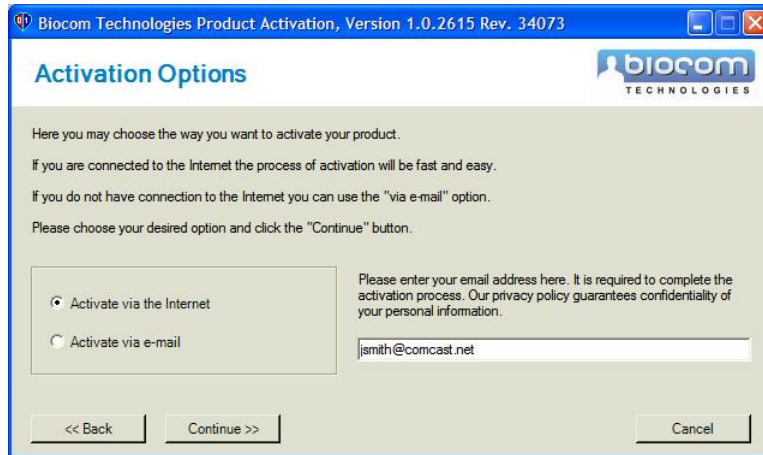 Biocom Technologies Product Activation, Version 1.0.2615 Rev. 34073
Activation Options
biocom
TECHNOLOGIES
Here you may choose the way you want to activate your product.
If you are connected to the Internet the process of activation will be fast and easy.
If you do not have connection to the Internet you can use the "via e-mail" option.
Please choose your desired option and click the "Continue" button.
Activate via the Internet
Activate via e-mail
Please enter your email address here. It is required to complete the
activation process. Our privacy policy guarantees confidentiality of
your personal information.
jsmith@comcast.net
<< Back
Continue >>
Cancel